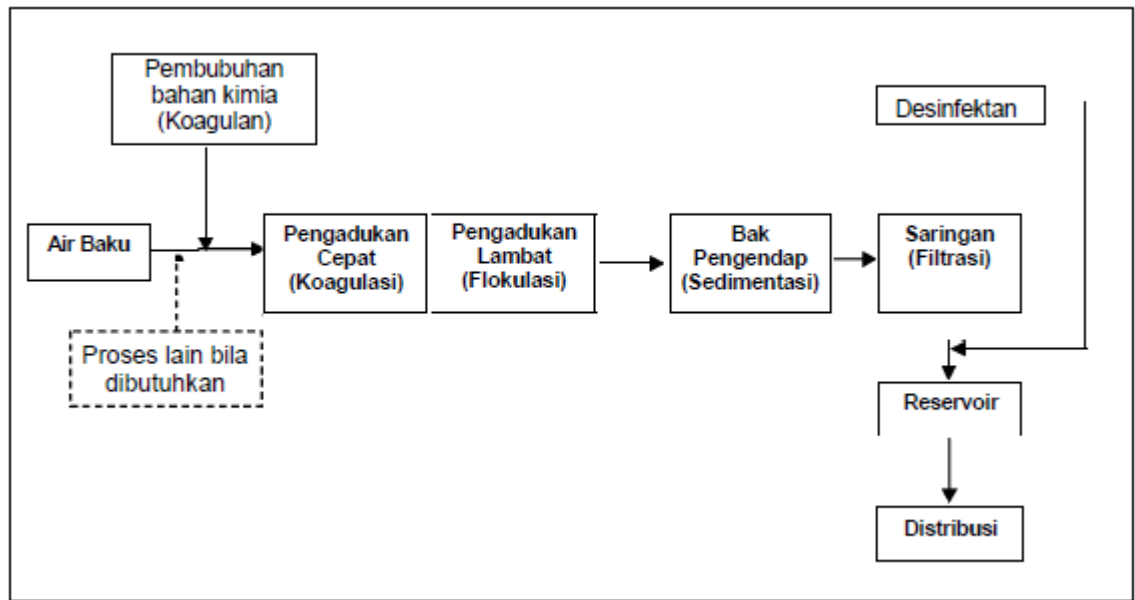 Pembubuhan
bahan kimia
(Koagulan)
Desinfektan
Air Baku
Pengadukan
Cepat
(Koagulasi)
Pengadukan
Lambat
(Flokulasi)
Bak
Pengendap
(Sedimentasi)
Saringan
(Filtrasi)
Proses lain bila
dibutuhkan
Reservoir
Distribusi